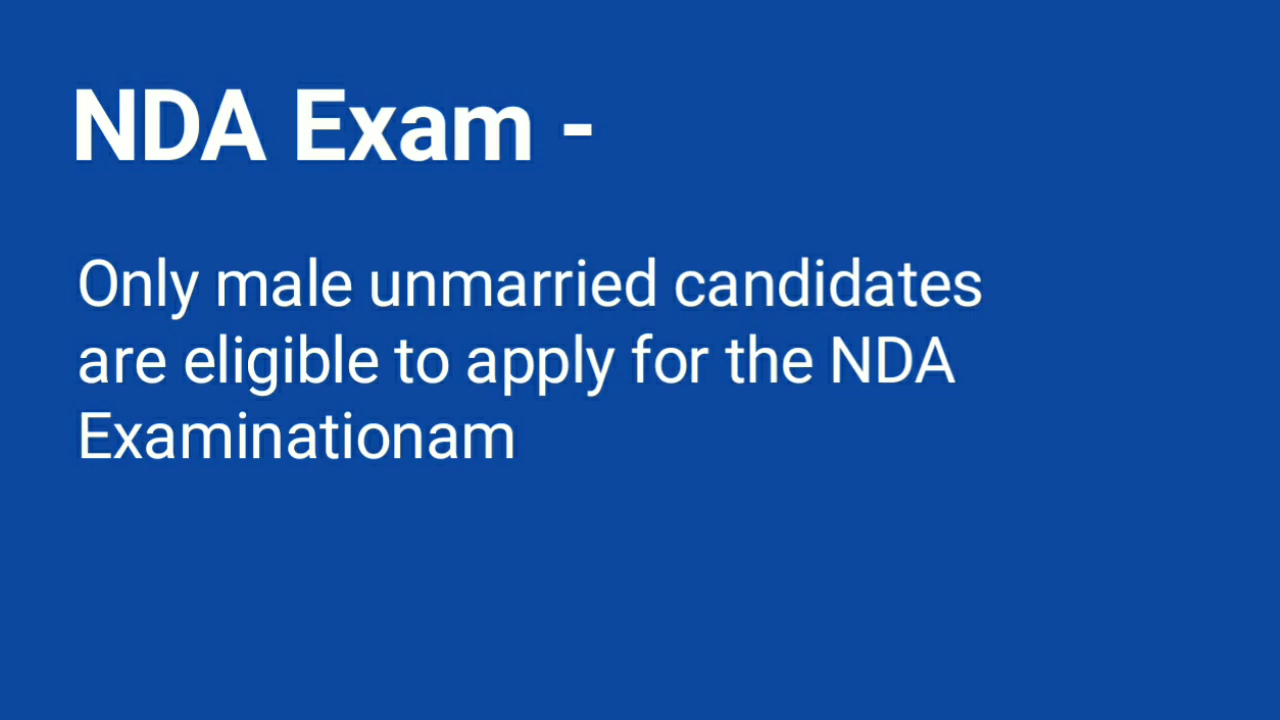 NDA Exam -
Only male unmarried candidates
are eligible to apply for the NDA
Examinationam